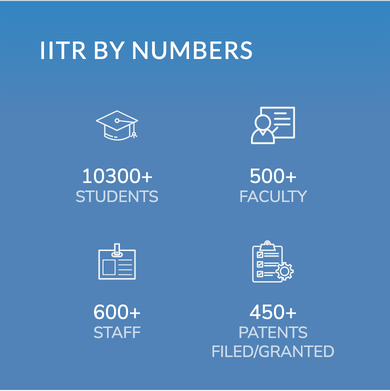 IITR BY NUMBERS
10300+
STUDENTS
500+
FACULTY
600+
STAFF
450+
PATENTS
FILED/GRANTED